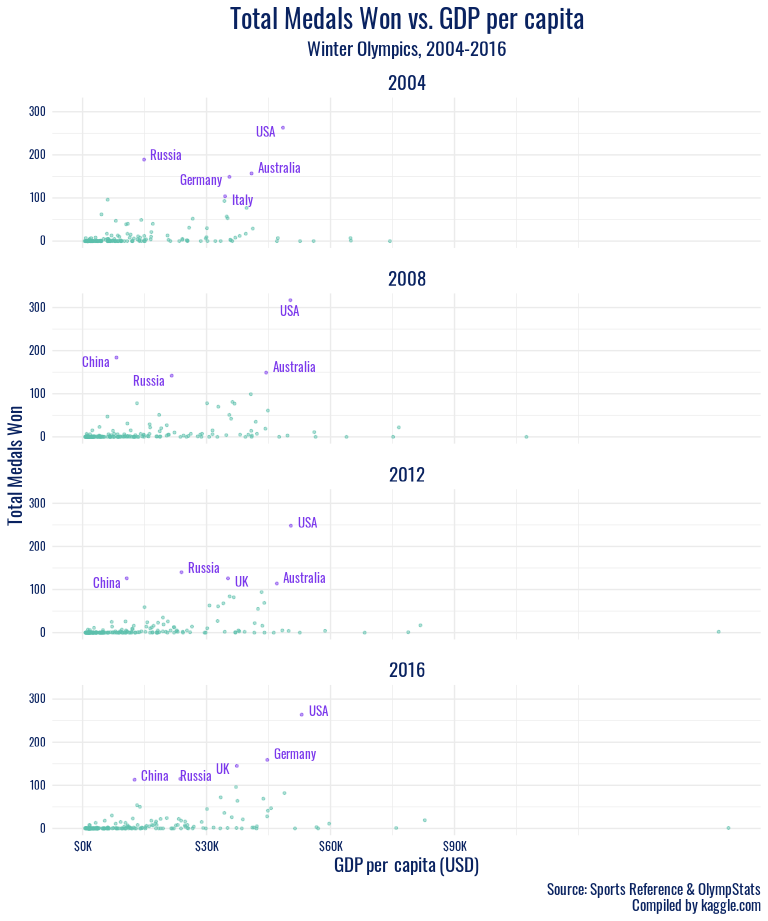 Total Medals Won vs. GDP per capita
Winter Olympics, 2004-2016
2004
300
200
100
0
USA
Russia
Australia
Germany
Italy
2008
300
200
100
0
USA
China
Russia
Australia
Total Medals Won
2012
300
200
100
0
USA
Russia
China
UK
Australia
2016
300
200
100
0
USA
Germany
UK
China
Russia
$0K
$30K
$60K
$90K
GDP per capita (USD)
Source: Sports Reference & OlympStats
Compiled by kaggle.com